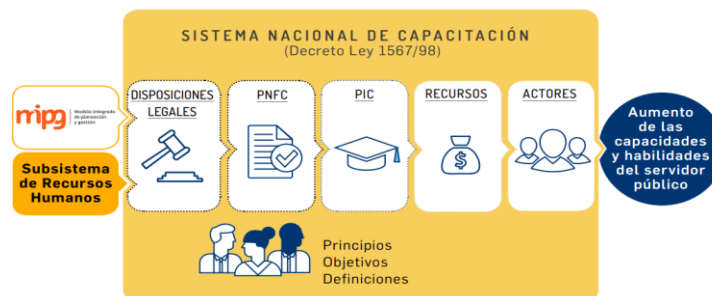 SISTEMA NACIONAL DE CAPACITACIÓN
(Decreto Ley 1567/98)
mipg
Modelo integrado
de planeación
y gestión
Subsistema
de Recursos
Humanos
DISPOSICIONES
LEGALES
PNFC
PIC
RECURSOS
$
ACTORES
Aumento
de las
capacidades
y habilidades
del servidor
público
Principios
Objetivos
Definiciones